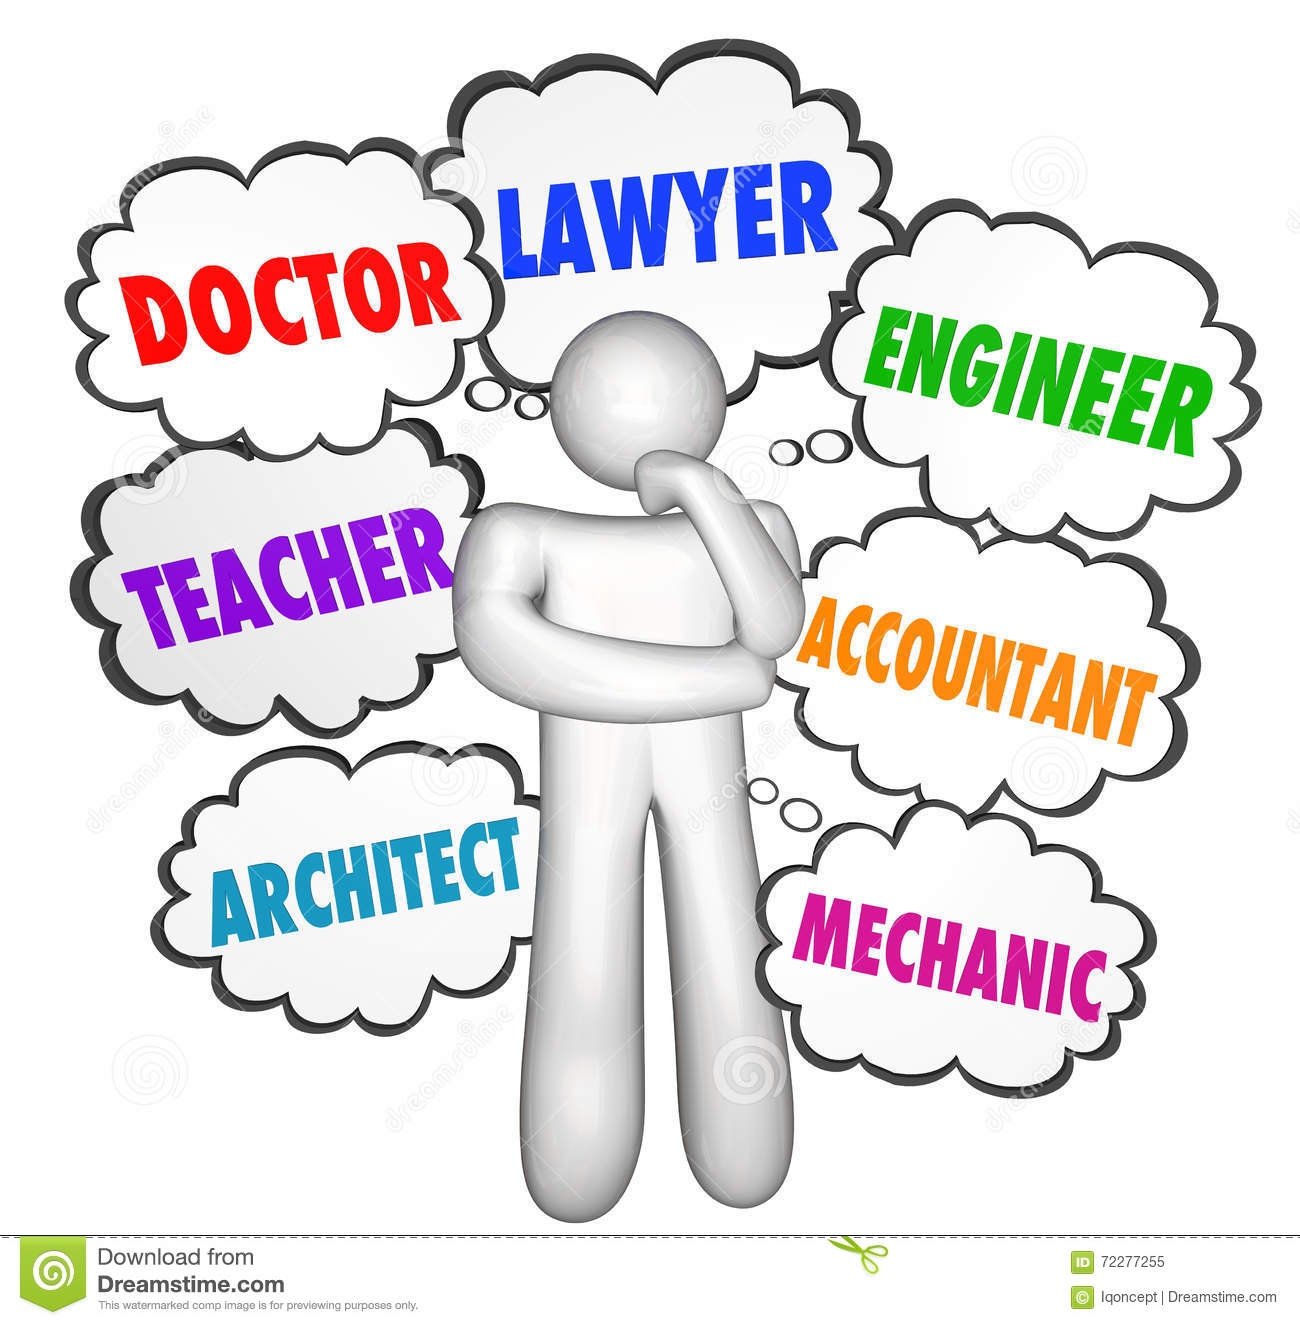 LAWYER
DOCTOR
ENGINEER
TEACHER
ACCOUNTANT
ARCHITECT
MECHANIC
Download from
Dreamstime.com
This watermarked comp image is for previewing purposes only.
ID 72277255
© Iqoncept | Dreamstime.com